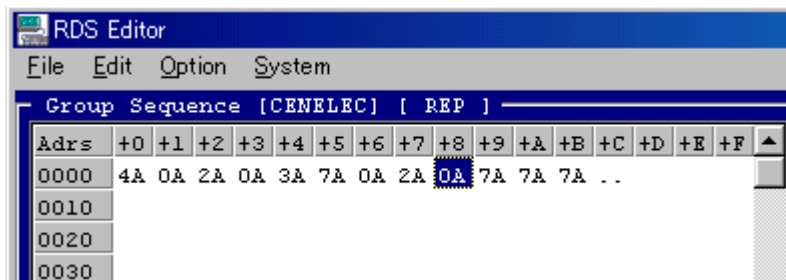 RDS Editor
File Edit Option System
Group Sequence [CENELEC] [ REP ]
Adrs +0 +1 +2 +3 +4 +5 +6 +7 +8 +9 +A +B +C +D +E +F
0000 4A 0A 2A 0A 3A 7A 0A 2A 0A 7A 7A 7A ..
0010
0020
0030